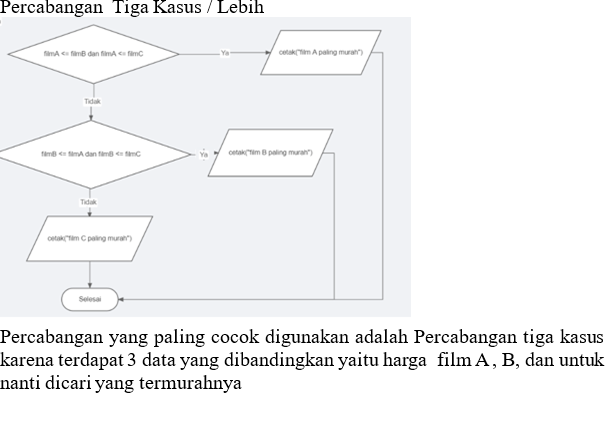 Percabangan Tiga Kasus / Lebih
filmA <= filmB dan filmA <= filmC
Ya
cetak("film A paling murah")
Tidak
filmB <= filmA dan filmB <= filmC
Ya
cetak("film B paling murah")
Tidak
cetak("film C paling murah")
Selesai
Percabangan yang paling cocok digunakan adalah Percabangan tiga kasus
karena terdapat 3 data yang dibandingkan yaitu harga film A , B, dan untuk
nanti dicari yang termurahnya